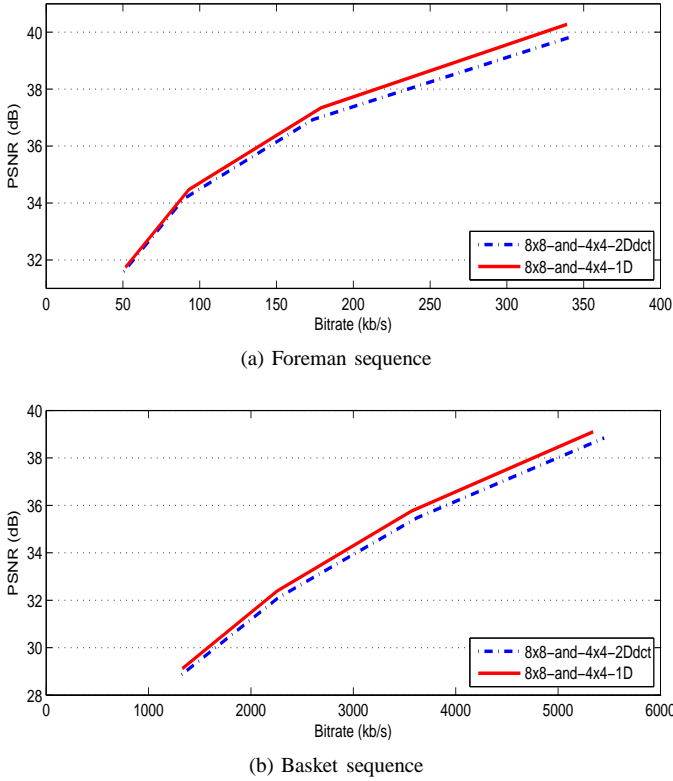 40
38
36
34
32
PSNR (dB)
0 50 100 150 200 250 300 350 400
Bitrate (kb/s)
8x8−and−4x4−2Ddct
8x8−and−4x4−1D
(a) Foreman sequence
40
38
36
34
32
30
28
PSNR (dB)
0 1000 2000 3000 4000 5000 6000
Bitrate (kb/s)
8x8−and−4x4−2Ddct
8x8−and−4x4−1D
(b) Basket sequence